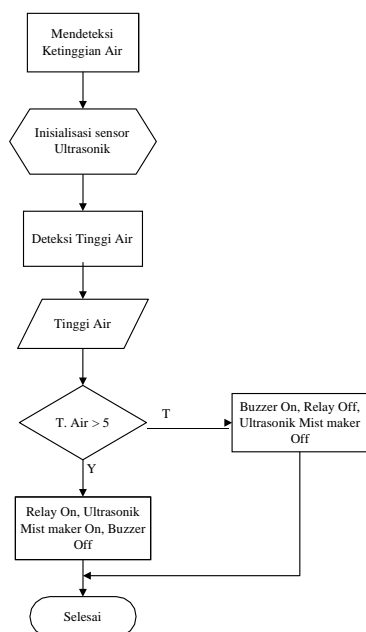 Mendeteksi
Ketinggian Air
Inisialisasi sensor
Ultrasonik
Deteksi Tinggi Air
Tinggi Air
T. Air > 5
T
Buzzer On, Relay Off,
Ultrasonik Mist maker
Off
Y
Relay On, Ultrasonik
Mist maker On, Buzzer
Off
Selesai